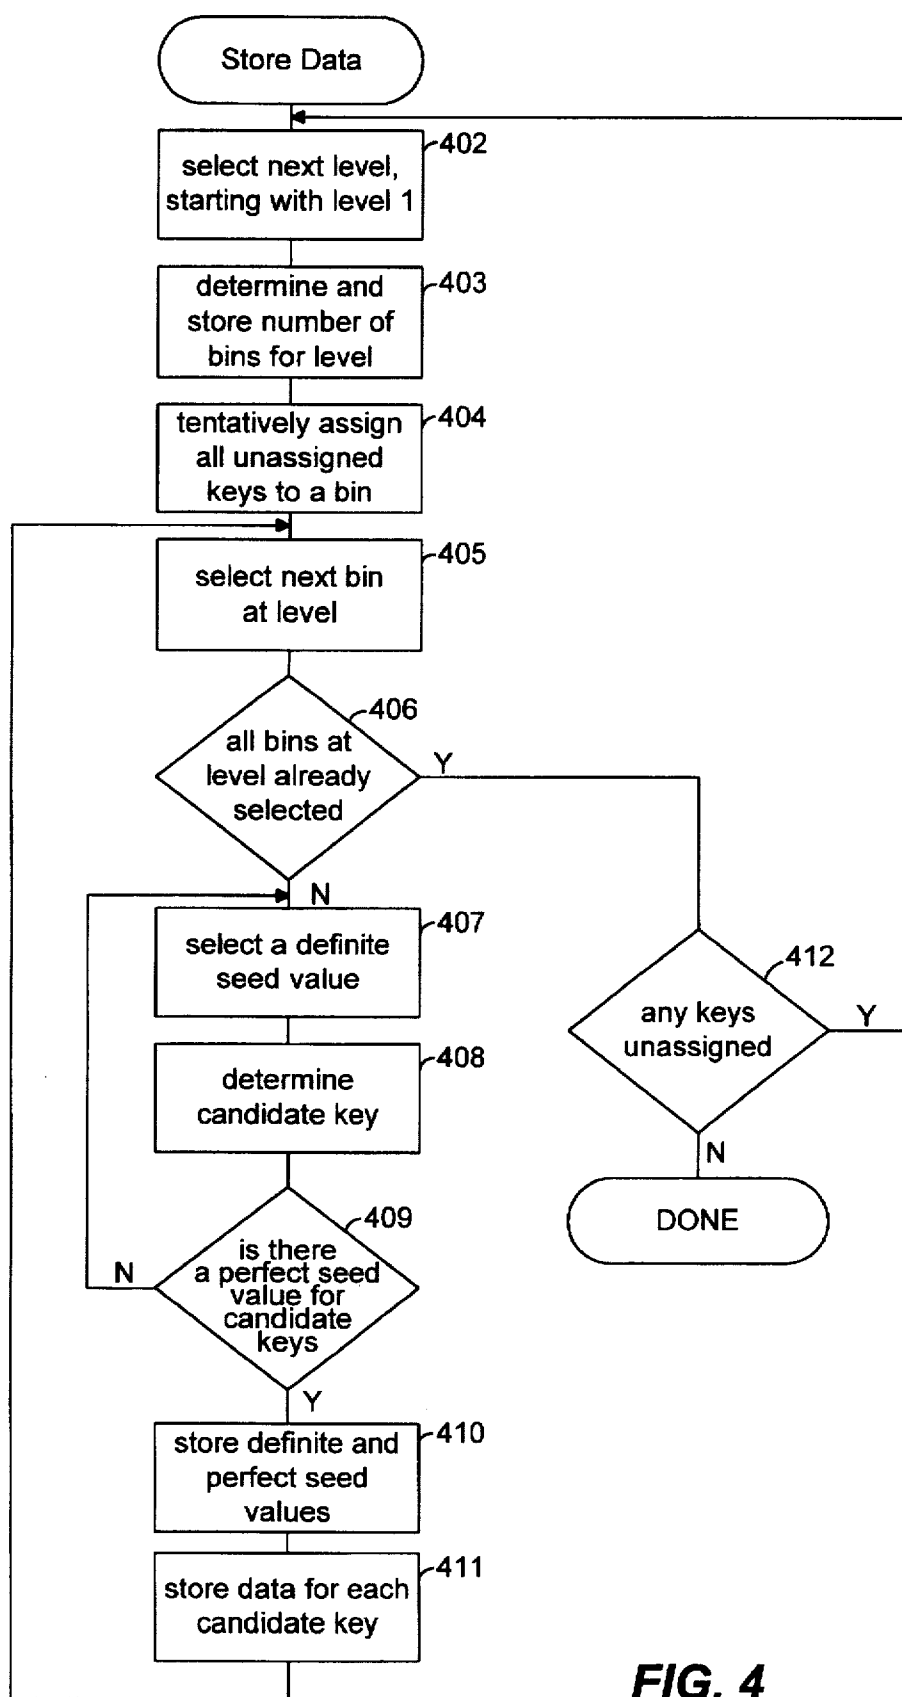 Store Data
402
select next level,
starting with level 1
403
determine and
store number of
bins for level
404
tentatively assign
all unassigned
keys to a bin
405
select next bin
at level
406
all bins at
level already
selected
Y
N
407
select a definite
seed value
412
any keys
unassigned
Y
408
determine
candidate key
N
DONE
409
is there
a perfect seed
value for
candidate
keys
N
Y
410
store definite and
perfect seed
values
411
store data for each
candidate key
FIG. 4